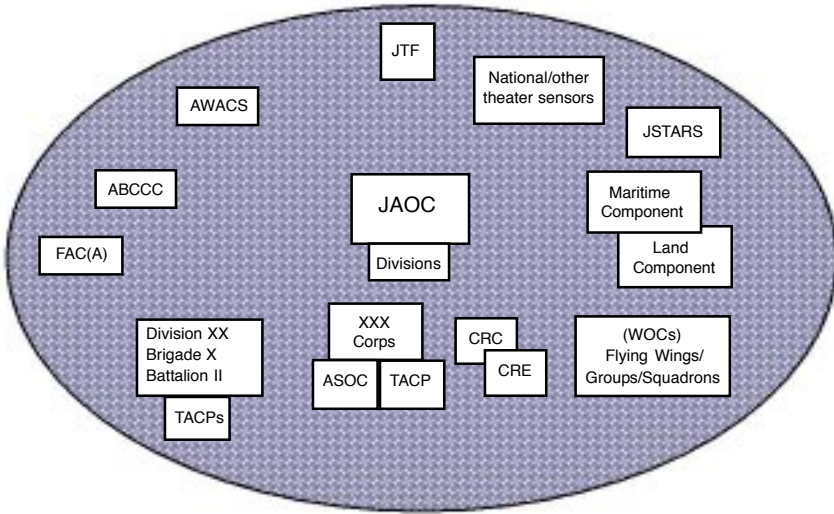 JTF
National/other
theater sensors
AWACS
JSTARS
ABCCC
JAOC
Divisions
Maritime
Component
Land
Component
FAC(A)
Division XX
Brigade X
Battalion II
TACPs
XXX
Corps
ASOC
TACP
CRC
CRE
(WOCs)
Flying Wings/
Groups/Squadrons